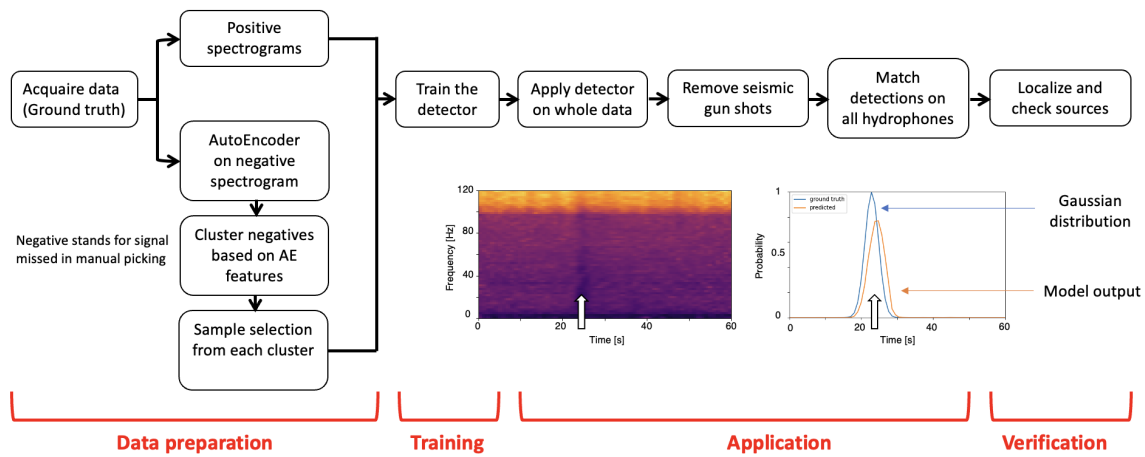 Acquaire data
(Ground truth)
Positive
spectrograms
AutoEncoder
on negative
spectrogram
Negative stands for signal
missed in manual picking
Cluster negatives
based on AE
features
Sample selection
from each cluster
Train the
detector
Apply detector
on whole data
Remove seismic
gun shots
Match
detections on
all hydrophones
Localize and
check sources
Frequency [Hz]
120
80
40
0
0
20
40
60
Time [s]
Probability
1
0.5
0
ground truth
predicted
0
20
40
60
Time [s]
Gaussian
distribution
Model output
Data preparation
Training
Application
Verification